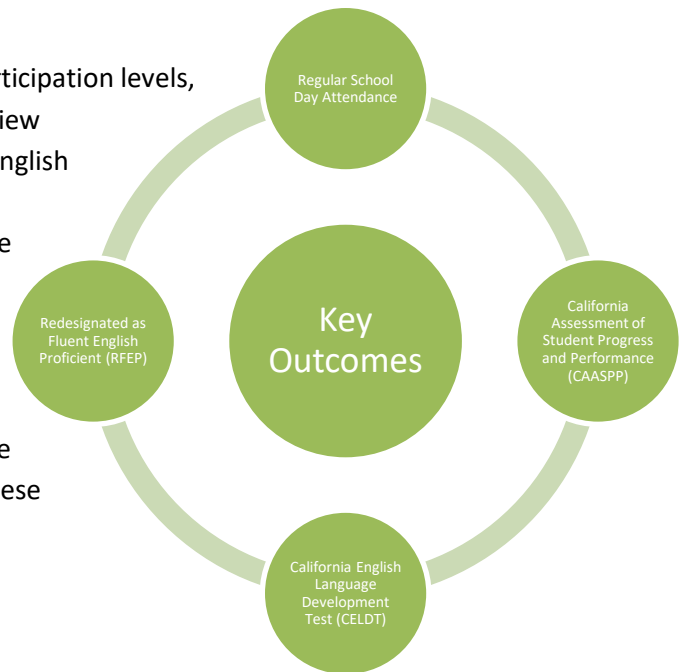 rticipation levels,
iew
nglish
e
e
ese
Regular School
Day Attendance
California
Assessment of
Student Progress
and Performance
(CAASPP)
California English
Language
Development
Test (CELDT)
Redesignated as
Fluent English
Proficient (RFEP)
Key
Outcomes